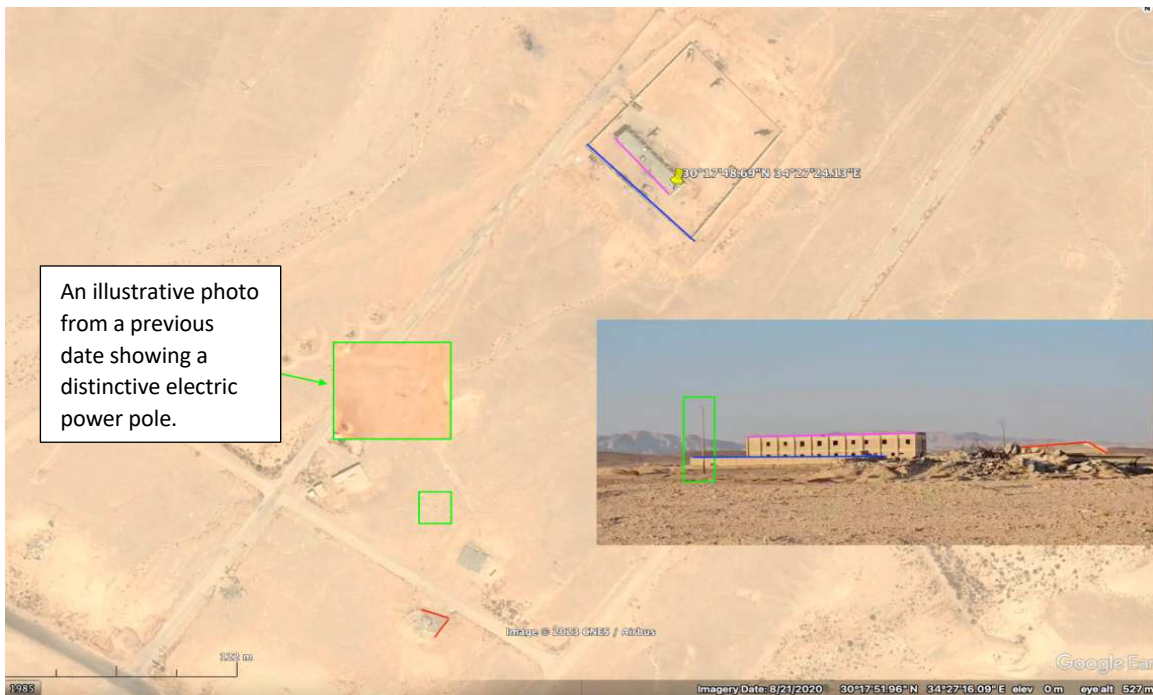 N
30°17'48.69"N 34°27'24.13"E
An illustrative photo
from a previous
date showing a
distinctive electric
power pole.
Image © 2023 CNES / Airbus
122 m
1985
Imagery Date: 8/21/2020 30°17'51.96" N 34°27'16.09" E elev 0 m eye alt 527 m
Google Ear